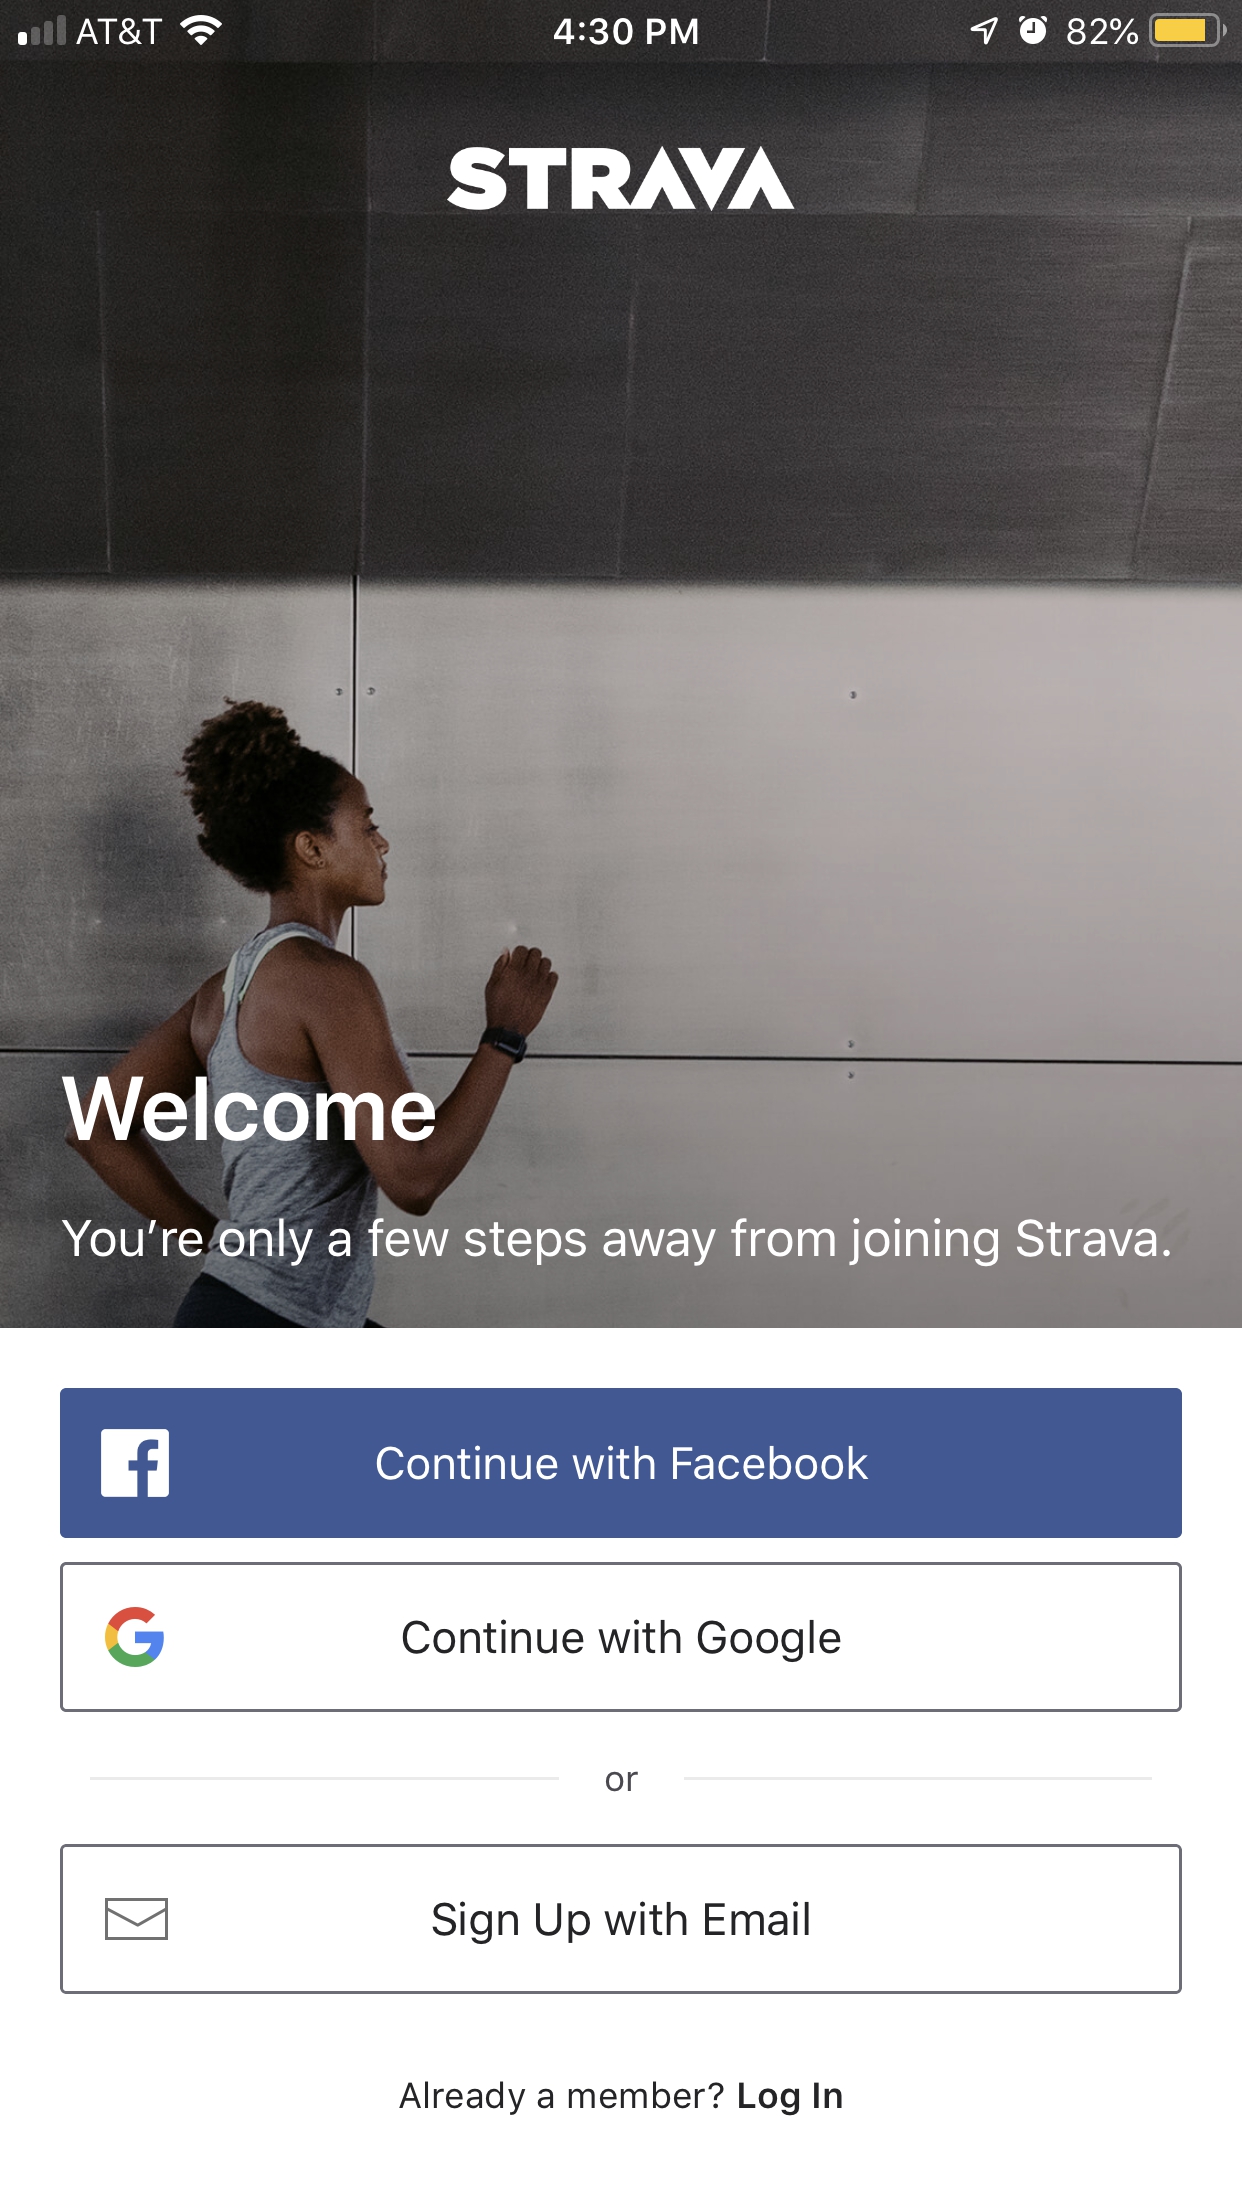 AT&T 4:30 PM 82%
STRAVA
Welcome
You’re only a few steps away from joining Strava.
Continue with Facebook
Continue with Google
or
Sign Up with Email
Already a member? Log In